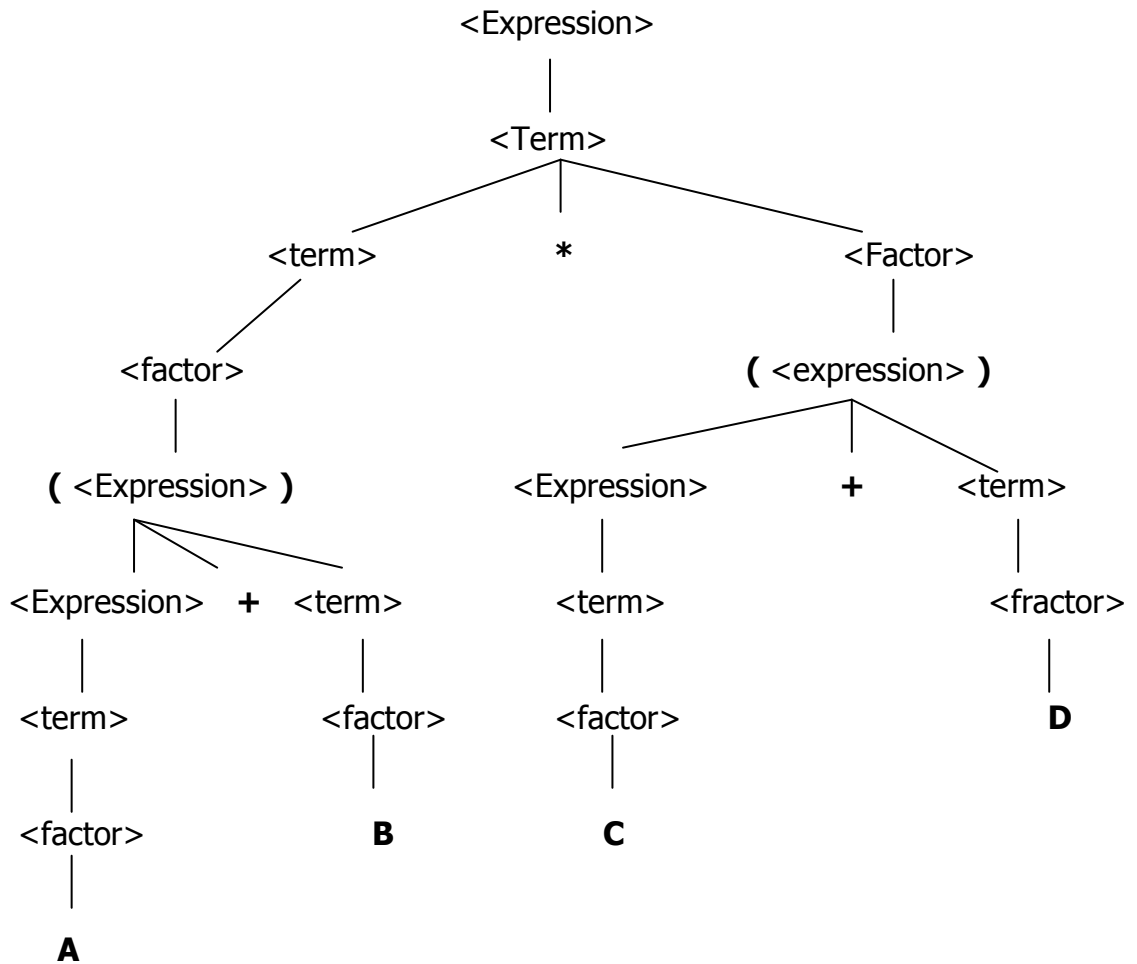 <Expression>
<Term>
<term> * <Factor>
<factor> ( <expression> )
( <Expression> ) <Expression> + <term>
<Expression> + <term> <term> <fractor>
<term> <factor> <factor> D
<factor> B C
A